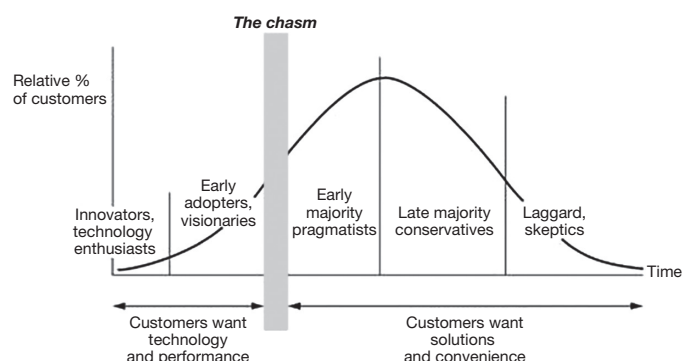 The chasm
Relative %
of customers
Innovators,
technology
enthusiasts
Early
adopters,
visionaries
Early
majority
pragmatists
Late majority
conservatives
Laggard,
skeptics
Time
Customers want
technology
and performance
Customers want
solutions
and convenience